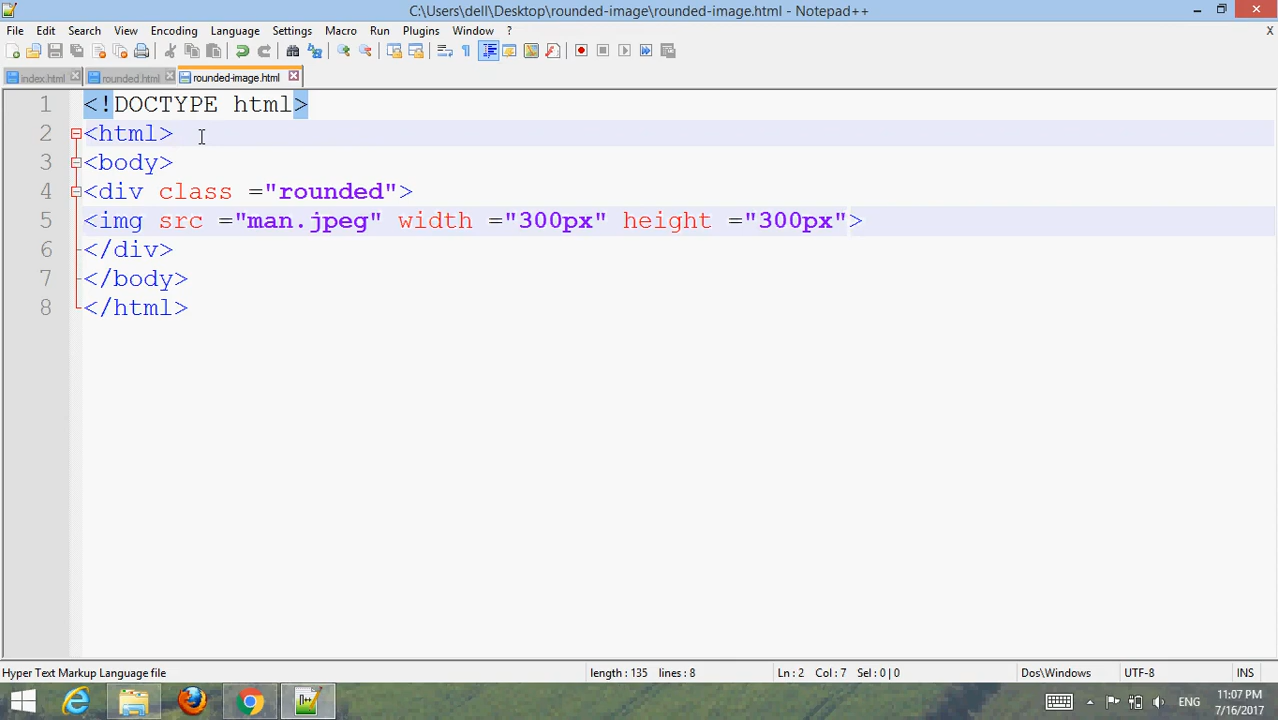 C:\Users\dell\Desktop\rounded-image\rounded-image.html - Notepad++
File Edit Search View Encoding Language Settings Macro Run Plugins Window ? X
index.html rounded.html rounded-image.html
1 <!DOCTYPE html>
2 <html>
3 <body>
4 <div class ="rounded">
5 <img src ="man.jpeg" width ="300px" height ="300px">
6 </div>
7 </body>
8 </html>
Hyper Text Markup Language file length : 135 lines : 8 Ln : 2 Col : 7 Sel : 0 | 0 Dos\Windows UTF-8 INS
ENG 11:07 PM
7/16/2017